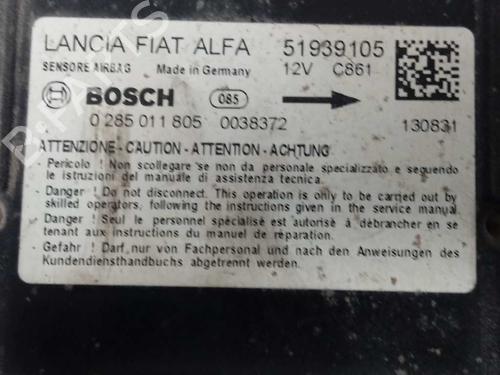 LANCIA FIAT ALFA 51939105
SENSORE AIRBAG Made in Germany 12V C861
BOSCH 085
0 285 011 805 0038372 130831
ATTENZIONE - CAUTION - ATTENTION - ACHTUNG
- Pericolo ! Non scollegare se non da personale specializzato e seguendo
le istruzioni del manuale di assistenza tecnica.
- Danger ! Do not disconnect. This operation is only to be carried out by
skilled operators, following the instructions given in the service manual.
- Danger ! Seul le personnel spécialisé est autorisé à débrancher en se
tenant aux instructions du manuel de réparation.
- Gefahr ! Darf nur von Fachpersonal und nach den Anweisungen des
Kundendiensthandbuchs abgetrennt werden.